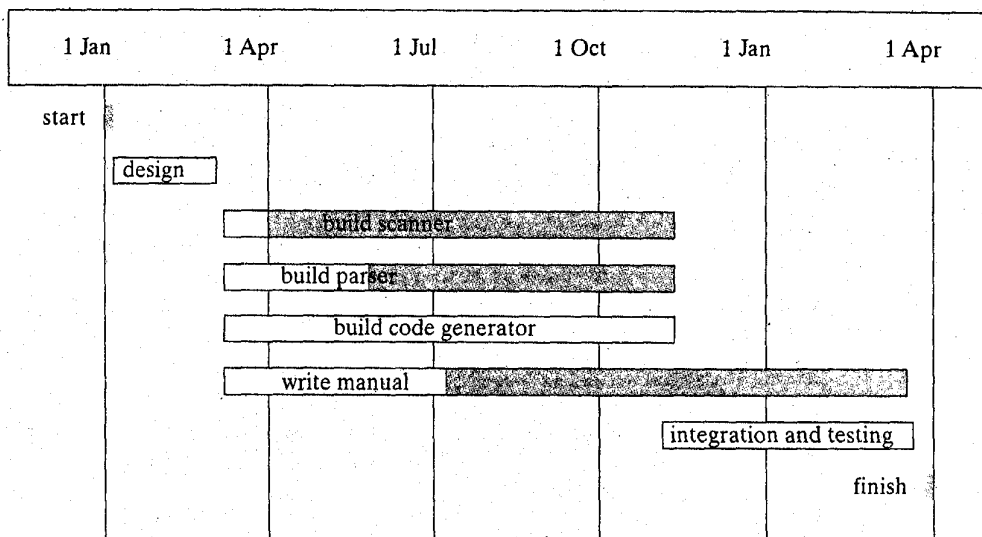 1 Jan 1 Apr 1 Jul 1 Oct 1 Jan 1 Apr
start
design
build scanner
build parser
build code generator
write manual
integration and testing
finish